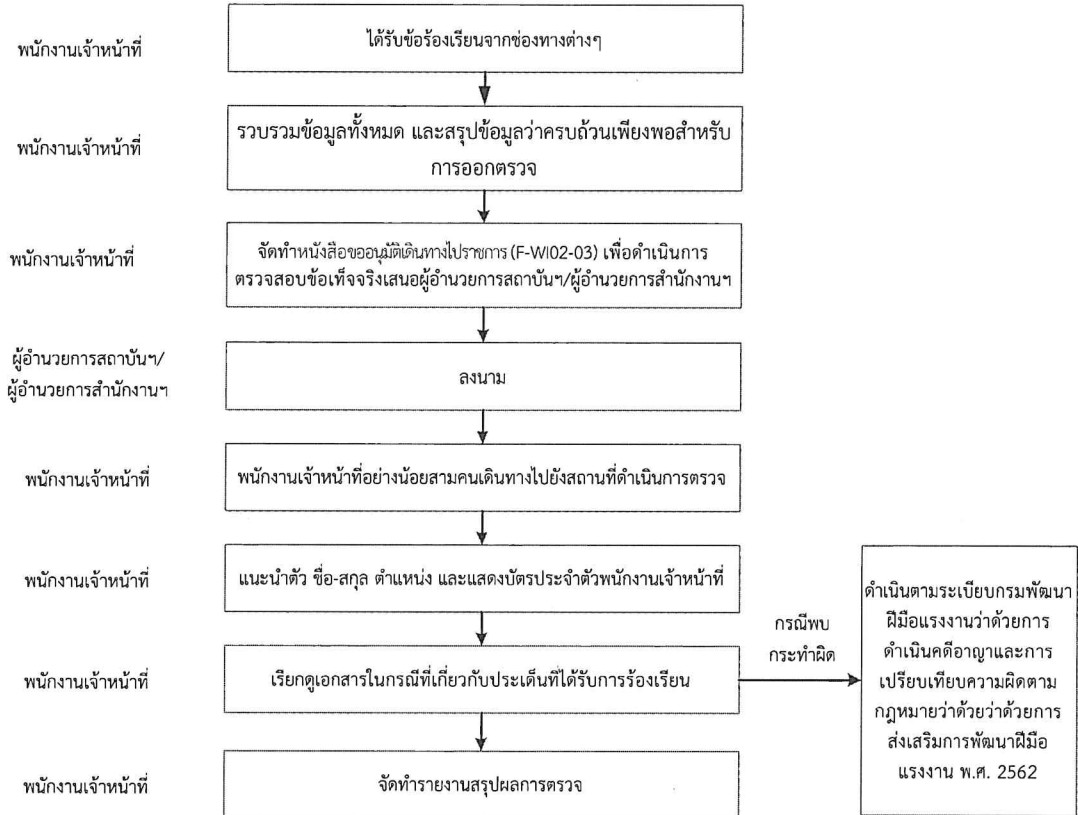 พนักงานเจ้าหน้าที่
ได้รับข้อร้องเรียนจากช่องทางต่างๆ
พนักงานเจ้าหน้าที่
รวบรวมข้อมูลทั้งหมด และสรุปข้อมูลว่าครบถ้วนเพียงพอสำหรับ
การออกตรวจ
พนักงานเจ้าหน้าที่
จัดทำหนังสือขออนุมัติเดินทางไปราชการ (F-WI02-03) เพื่อดำเนินการ
ตรวจสอบข้อเท็จจริงเสนอผู้อำนวยการสถาบันฯ/ผู้อำนวยการสำนักงานฯ
ผู้อำนวยการสถาบันฯ/
ผู้อำนวยการสำนักงานฯ
ลงนาม
พนักงานเจ้าหน้าที่
พนักงานเจ้าหน้าที่อย่างน้อยสามคนเดินทางไปยังสถานที่ดำเนินการตรวจ
พนักงานเจ้าหน้าที่
แนะนำตัว ชื่อ-สกุล ตำแหน่ง และแสดงบัตรประจำตัวพนักงานเจ้าหน้าที่
พนักงานเจ้าหน้าที่
เรียกดูเอกสารในกรณีที่เกี่ยวกับประเด็นที่ได้รับการร้องเรียน
กรณีพบ
กระทำผิด
ดำเนินตามระเบียบกรมพัฒนา
ฝีมือแรงงานว่าด้วยการ
ดำเนินคดีอาญาและการ
เปรียบเทียบความผิดตาม
กฎหมายว่าด้วยว่าด้วยการ
ส่งเสริมการพัฒนาฝีมือ
แรงงาน พ.ศ. 2562
พนักงานเจ้าหน้าที่
จัดทำรายงานสรุปผลการตรวจ